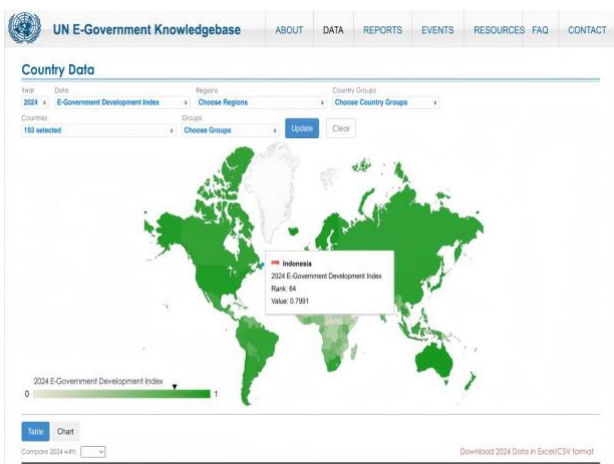 UN E-Government Knowledgebase ABOUT DATA REPORTS EVENTS RESOURCES FAQ CONTACT
Country Data
Year Data Regions Country Groups
2024 E-Government Development Index Choose Regions Choose Country Groups
Countries Groups
193 selected Choose Groups Update Clear
Indonesia
2024 E-Government Development Index
Rank: 64
Value: 0.7991
2024 E-Government Development Index
0 1
Table Chart
Compare 2024 with: Download 2024 Data in Excel/CSV format